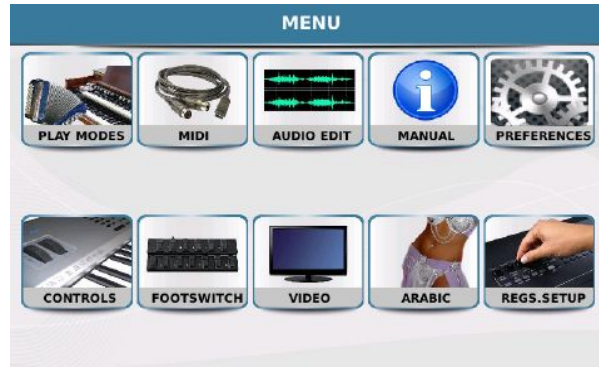 MENU
PLAY MODES
MIDI
AUDIO EDIT
MANUAL
PREFERENCES
CONTROLS
FOOTSWITCH
VIDEO
ARABIC
REGS.SETUP